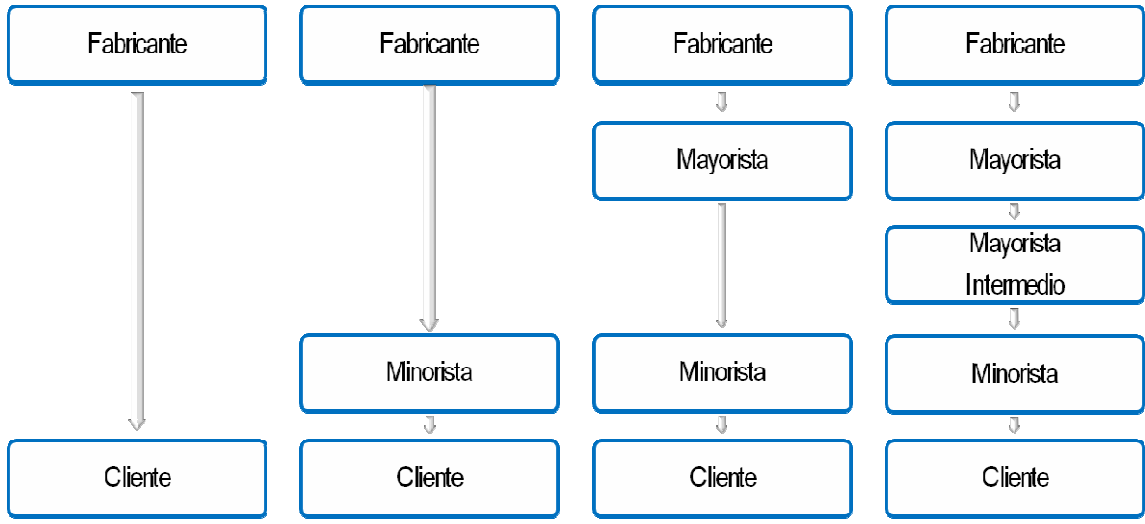 Fabricante
Fabricante
Fabricante
Fabricante
Mayorista
Mayorista
Mayorista
Intermedio
Minorista
Minorista
Minorista
Cliente
Cliente
Cliente
Cliente